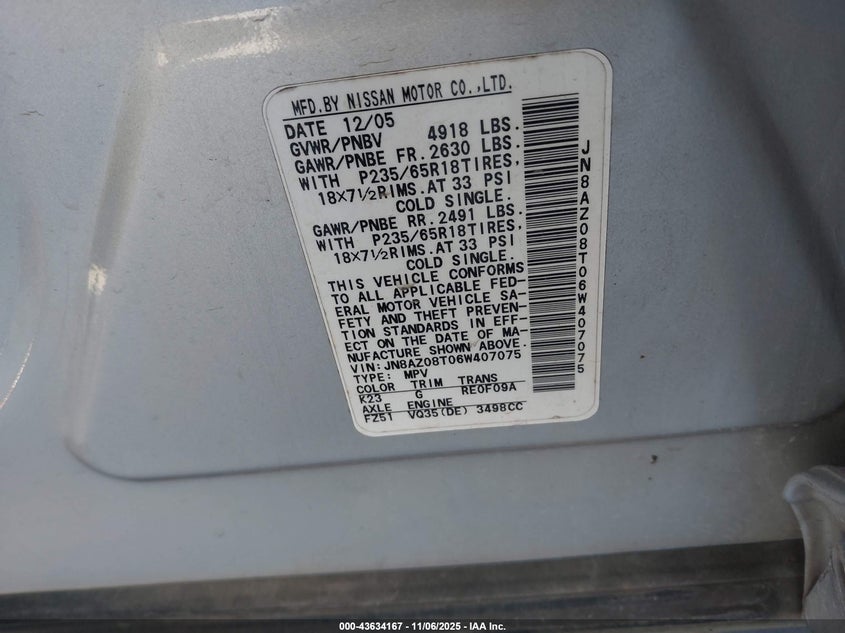 MFD.BY NISSAN MOTOR CO.,LTD.
DATE 12/05
GVWR/PNBV 4918 LBS.
GAWR/PNBE FR.2630 LBS.
WITH P235/65R18TIRES,
18X7½RIMS.AT 33 PSI
COLD SINGLE.
GAWR/PNBE RR.2491 LBS.
WITH P235/65R18TIRES,
18X7½RIMS.AT 33 PSI
COLD SINGLE.
THIS VEHICLE CONFORMS
TO ALL APPLICABLE FED-
ERAL MOTOR VEHICLE SA-
FETY AND THEFT PREVEN-
TION STANDARDS IN EFF-
ECT ON THE DATE OF MA-
NUFACTURE SHOWN ABOVE.
VIN:JN8AZ08T06W407075
TYPE: MPV
COLOR TRIM TRANS
K23 G RE0F09A
AXLE ENGINE
FZ51 VQ35(DE) 3498CC
JN8AZ08T06W407075
000-43634167 - 11/06/2025 - IAA Inc.